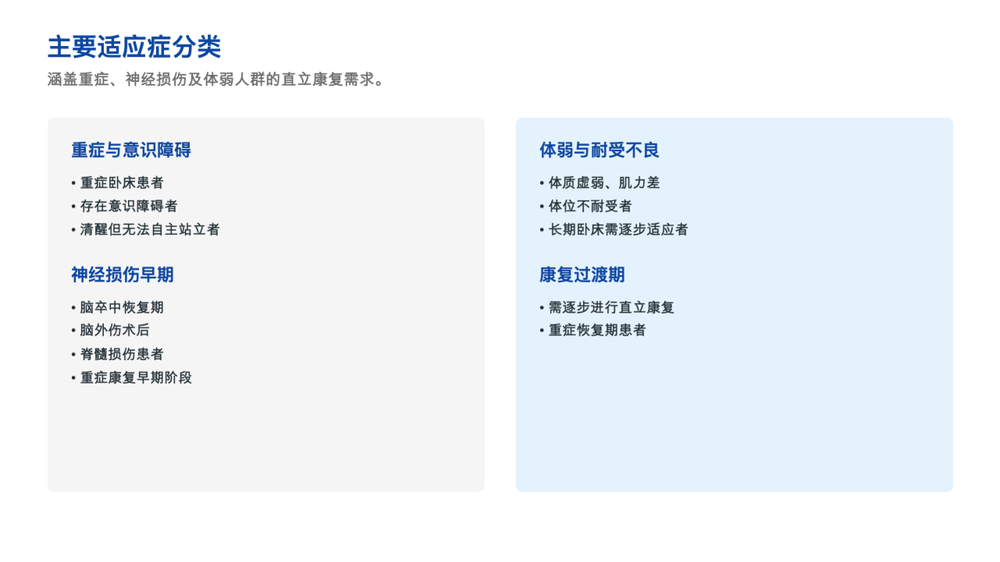 主要适应症分类
涵盖重症、神经损伤及体弱人群的直立康复需求。
重症与意识障碍
• 重症卧床患者
• 存在意识障碍者
• 清醒但无法自主站立者
神经损伤早期
• 脑卒中恢复期
• 脑外伤术后
• 脊髓损伤患者
• 重症康复早期阶段
体弱与耐受不良
• 体质虚弱、肌力差
• 体位不耐受者
• 长期卧床需逐步适应者
康复过渡期
• 需逐步进行直立康复
• 重症恢复期患者